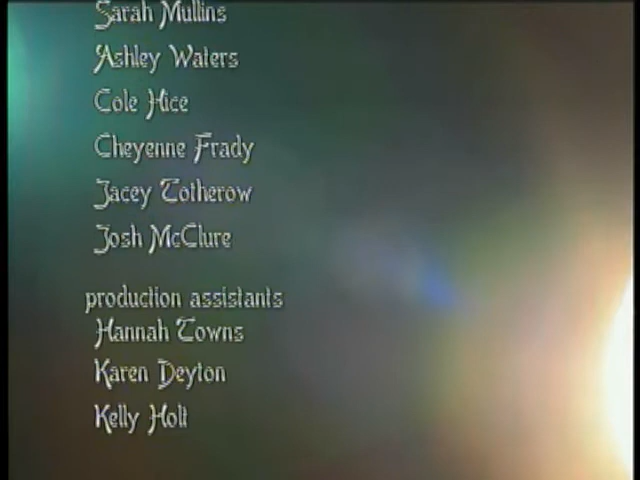 Sarah Mullins
Ashley Waters
Cole Hice
Cheyenne Frady
Jacey Totherow
Josh McClure
production assistants
Hannah Towns
Karen Deyton
Kelly Holt